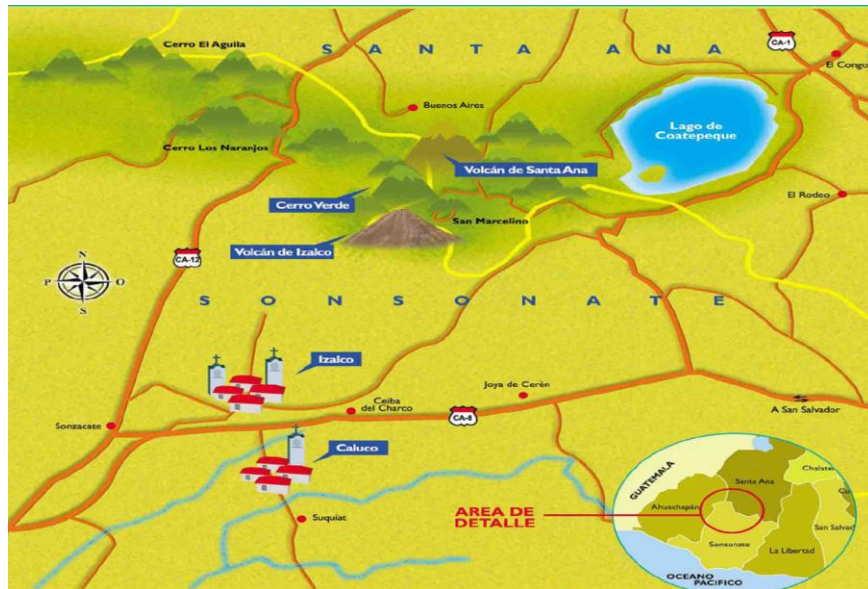 Cerro El Aguila
SANTA ANA
CA-1
El Congo
Buenos Aires
Lago de
Coatepeque
Cerro Los Naranjos
Volcán de Santa Ana
Cerro Verde
El Rodeo
San Marcelino
Volcán de Izalco
CA-12
N
P
O
S
SONSONATE
Izalco
Joya de Cerén
Ceiba
del Charco
CA-8
A San Salvador
Sonzacate
Caluco
Suquiat
AREA DE
DETALLE
GUATEMALA
Chalate
Santa Ana
Ahuachapán
San Salvad
Sonsonate
La Libertad
OCEANO
PACIFICO